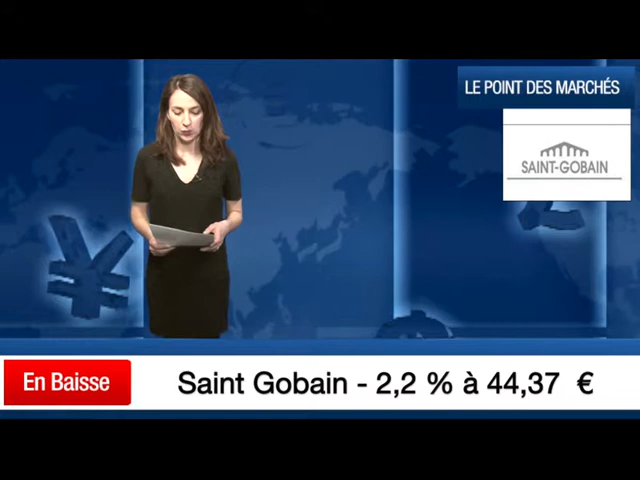 LE POINT DES MARCHÉS
SAINT-GOBAIN
En Baisse
Saint Gobain - 2,2 % à 44,37 €